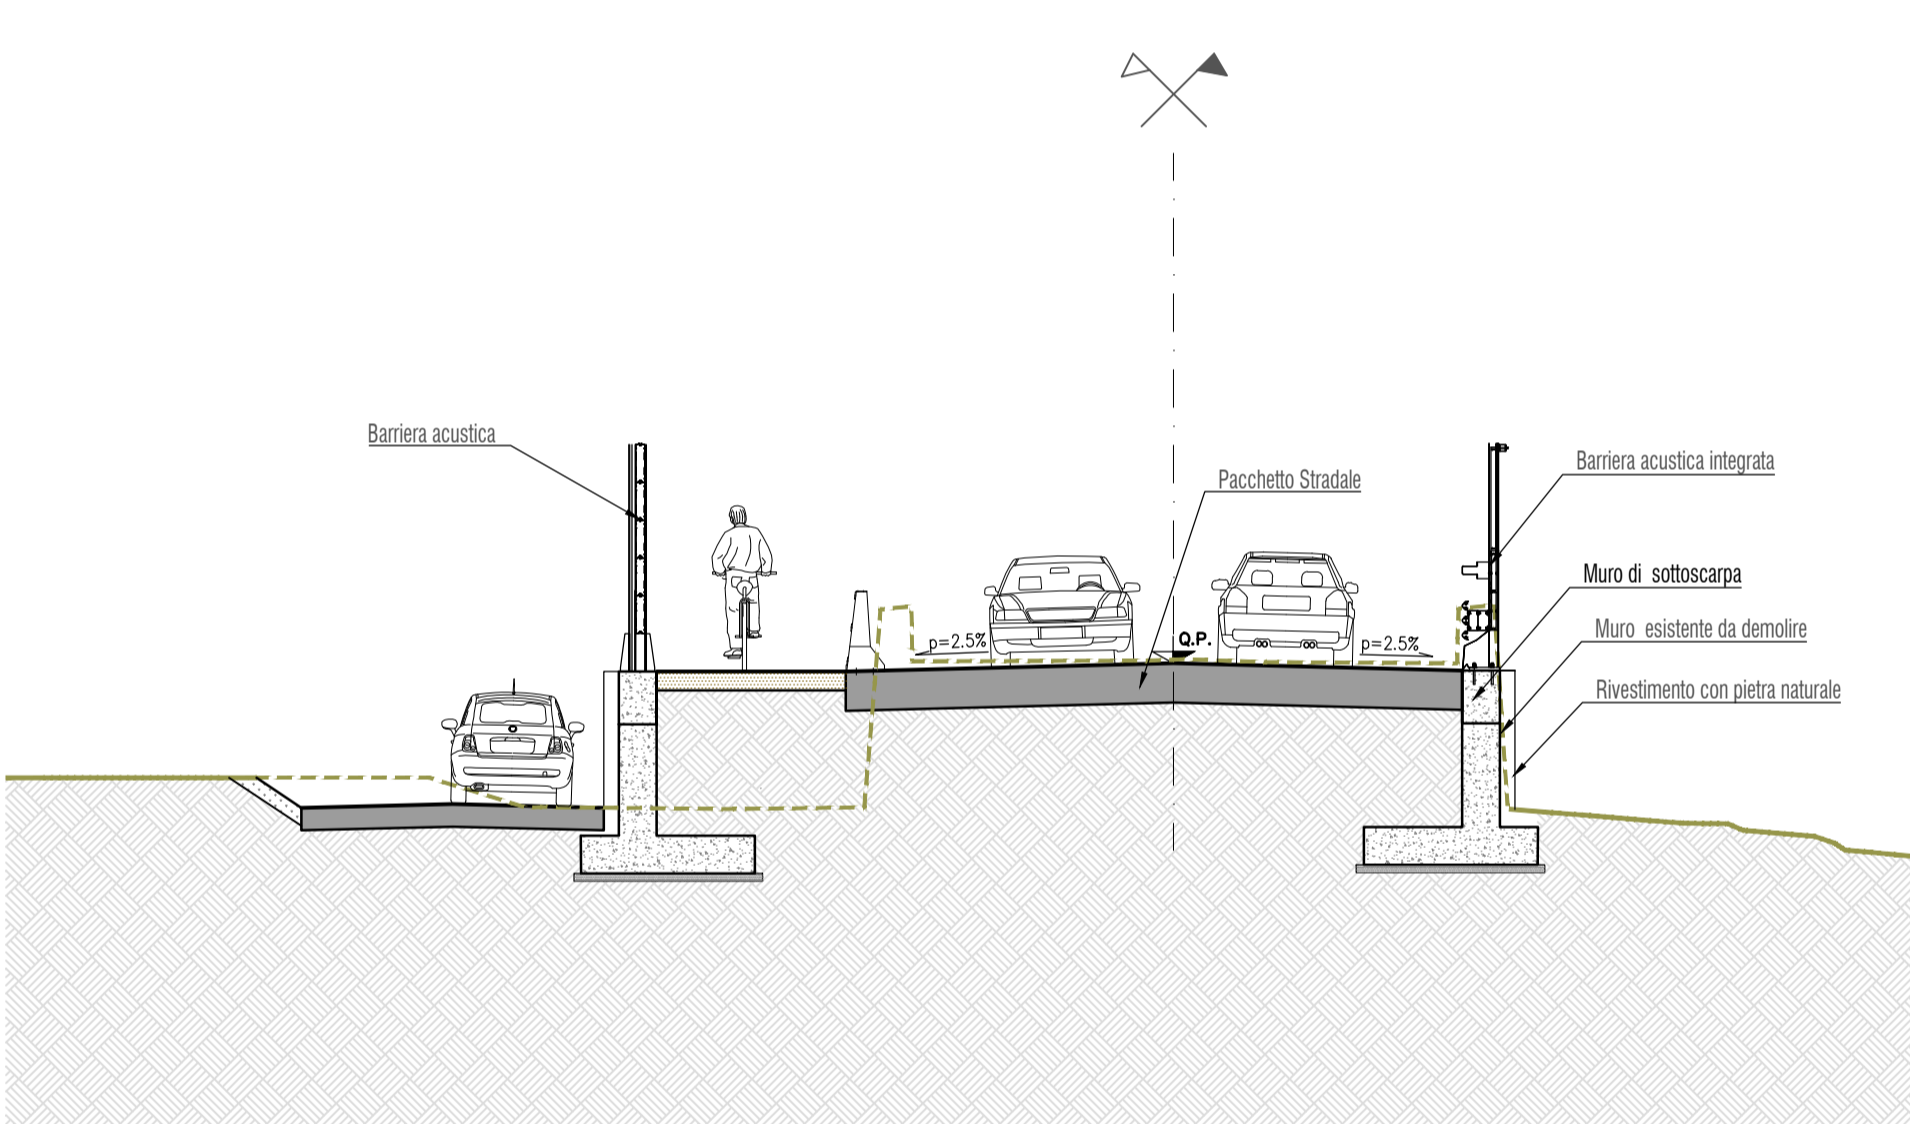 Barriera acustica
Barriera acustica integrata
Pacchetto Stradale
Muro di sottoscarpa
Muro esistente da demolire
p=2.5%
Q.P.
p=2.5%
Rivestimento con pietra naturale